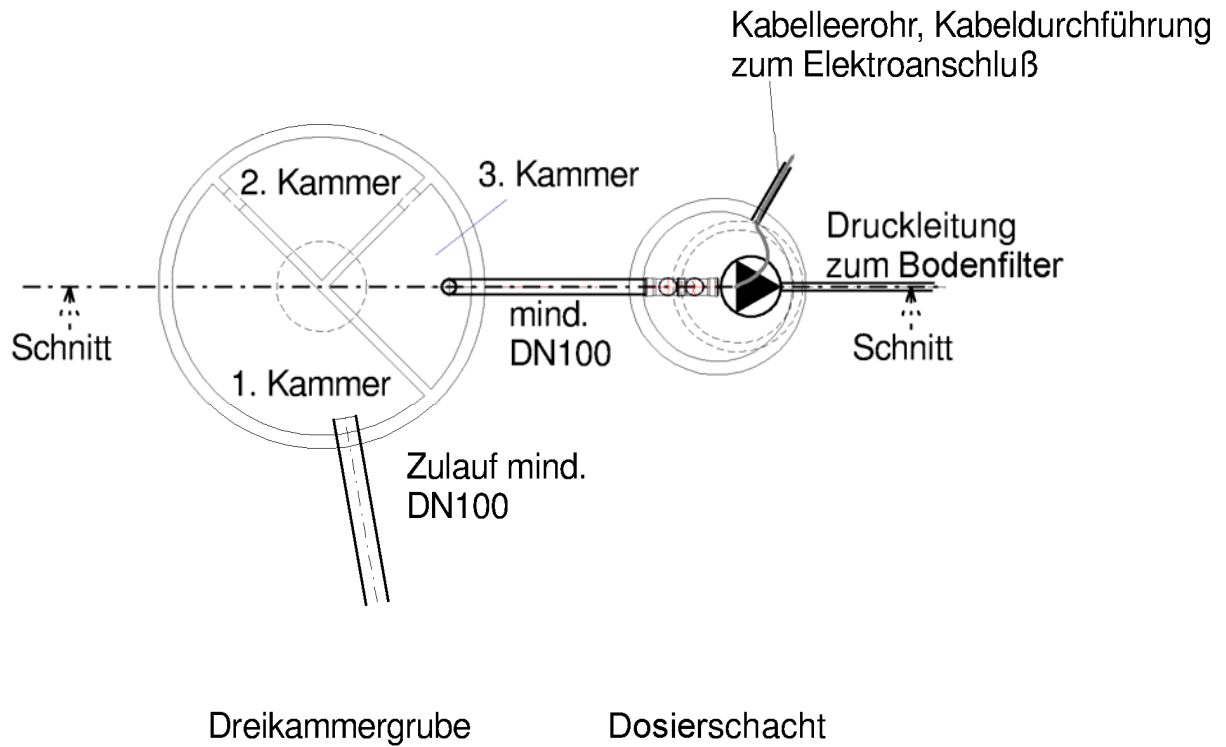 Kabelleerohr, Kabeldurchführung
zum Elektroanschluß
2. Kammer
3. Kammer
Druckleitung
zum Bodenfilter
mind.
DN100
Schnitt
Schnitt
1. Kammer
Zulauf mind.
DN100
Dreikammergrube
Dosierschacht